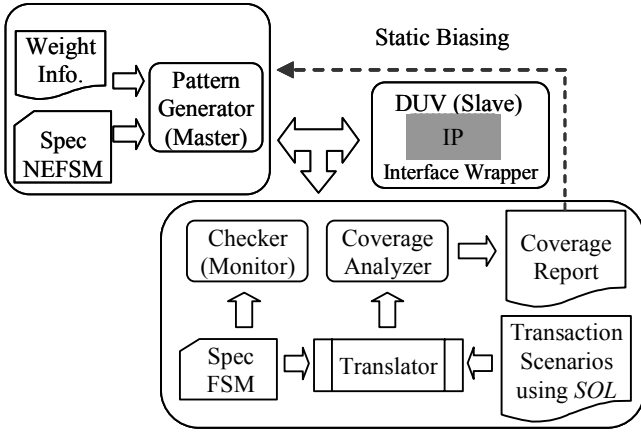 Weight
Info.
Spec
NEFSM
Pattern
Generator
(Master)
Static Biasing
DUV (Slave)
IP
Interface Wrapper
Checker
(Monitor)
Coverage
Analyzer
Coverage
Report
Spec
FSM
Translator
Transaction
Scenarios
using SOL